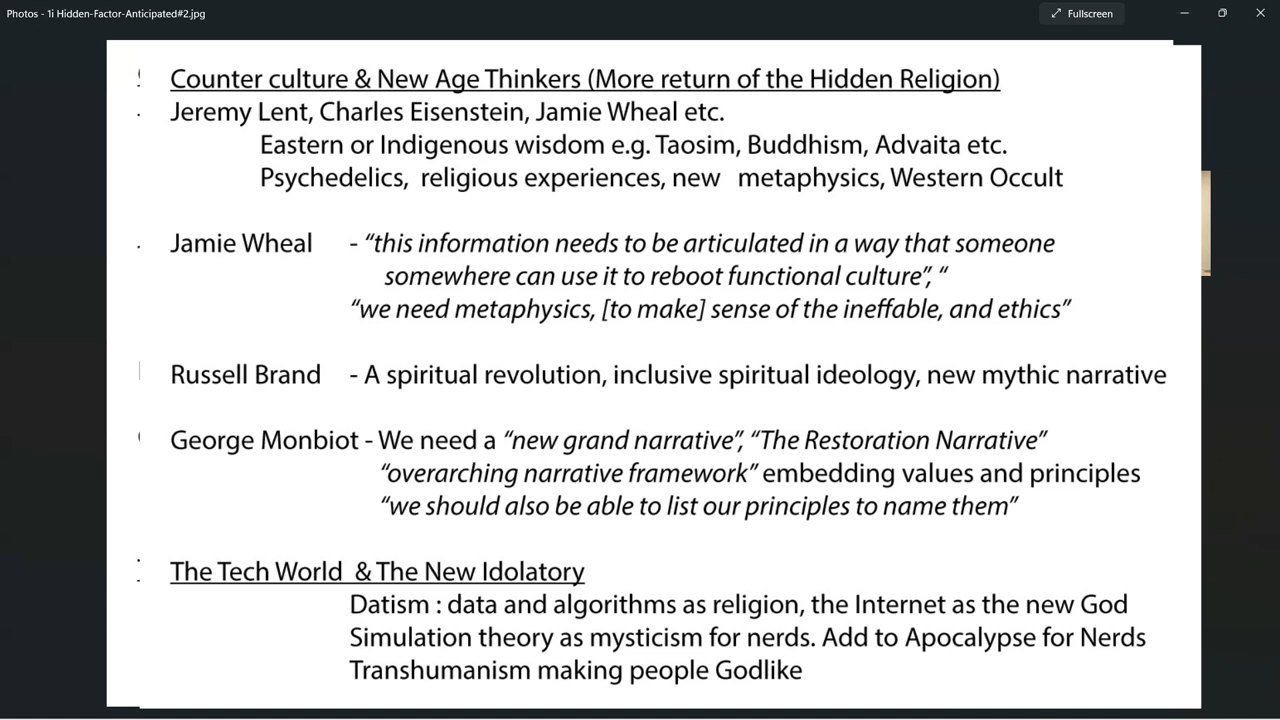 Photos - 1i Hidden-Factor-Anticipated#2.jpg
Fullscreen
Counter culture & New Age Thinkers (More return of the Hidden Religion)
Jeremy Lent, Charles Eisenstein, Jamie Wheal etc.
Eastern or Indigenous wisdom e.g. Taosim, Buddhism, Advaita etc.
Psychedelics, religious experiences, new metaphysics, Western Occult
Jamie Wheal - “this information needs to be articulated in a way that someone
somewhere can use it to reboot functional culture”, “
“we need metaphysics, [to make] sense of the ineffable, and ethics”
Russell Brand - A spiritual revolution, inclusive spiritual ideology, new mythic narrative
George Monbiot - We need a “new grand narrative”, “The Restoration Narrative”
“overarching narrative framework” embedding values and principles
“we should also be able to list our principles to name them”
The Tech World & The New Idolatory
Datism : data and algorithms as religion, the Internet as the new God
Simulation theory as mysticism for nerds. Add to Apocalypse for Nerds
Transhumanism making people Godlike